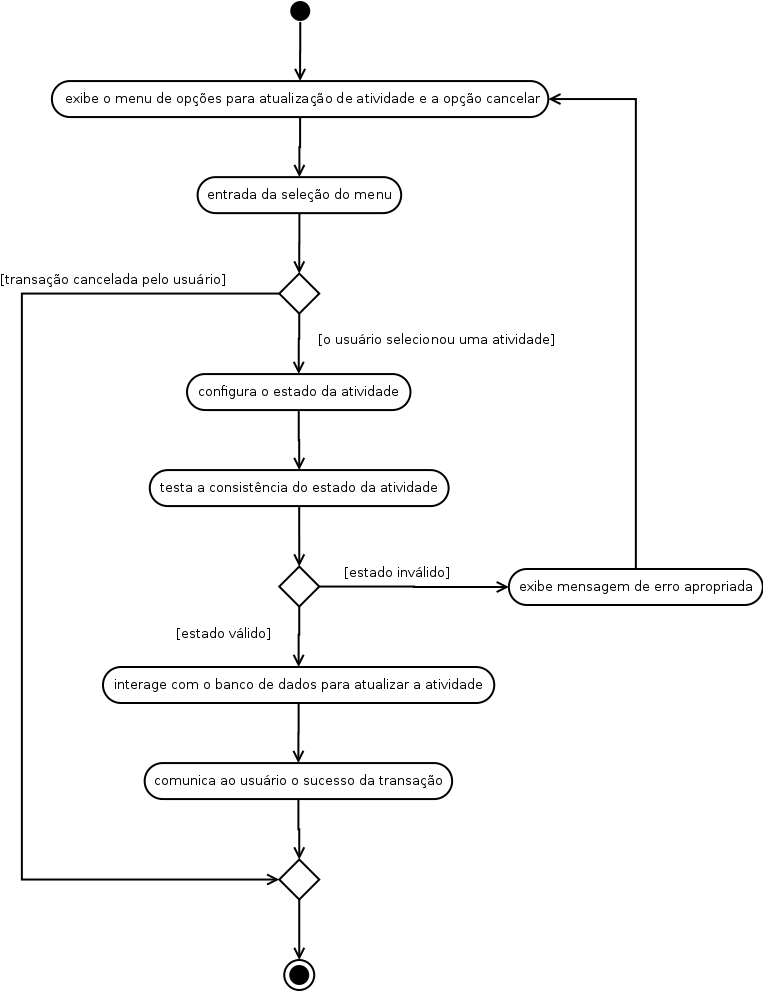 exibe o menu de opções para atualização de atividade e a opção cancelar
entrada da seleção do menu
[transação cancelada pelo usuário]
[o usuário selecionou uma atividade]
configura o estado da atividade
testa a consistência do estado da atividade
[estado inválido]
exibe mensagem de erro apropriada
[estado válido]
interage com o banco de dados para atualizar a atividade
comunica ao usuário o sucesso da transação